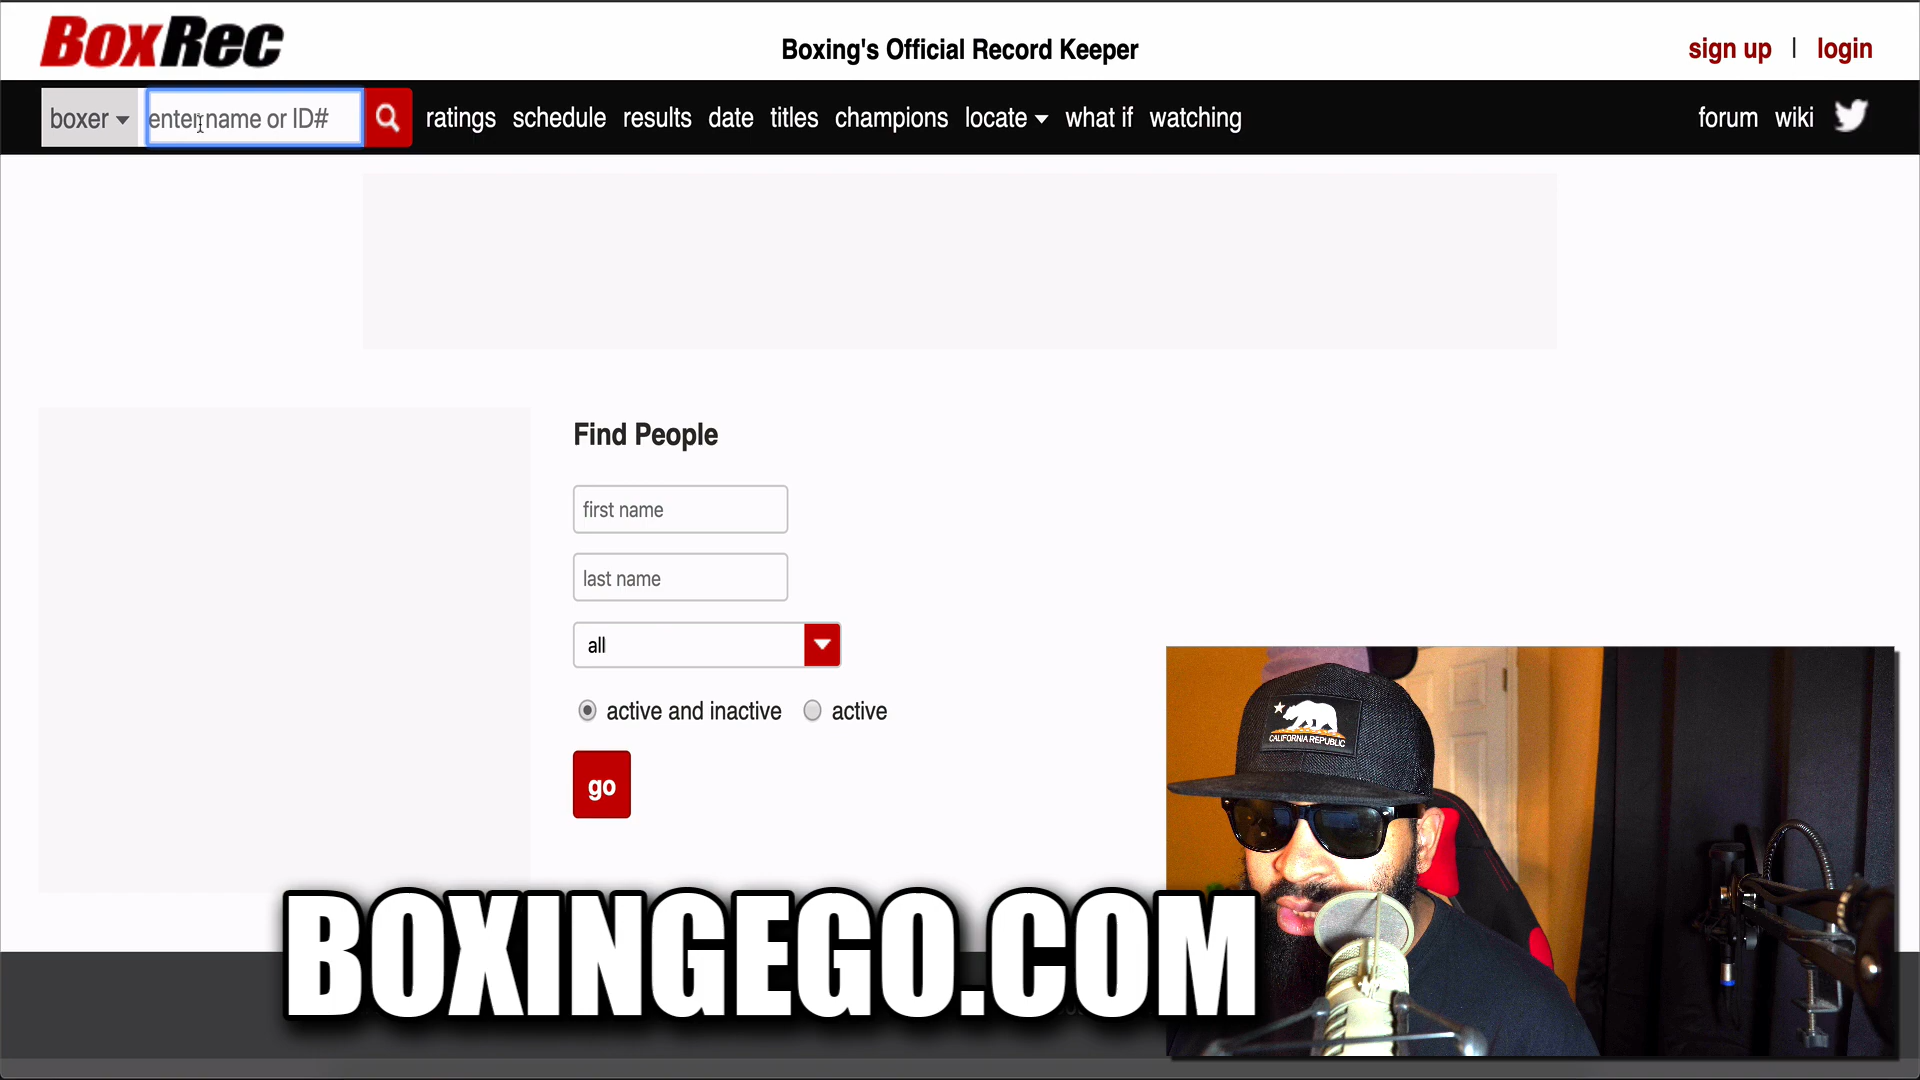 BoxRec
Boxing's Official Record Keeper
sign up | login
boxer
enter name or ID#
ratings schedule results date titles champions locate what if watching
forum wiki
Find People
first name
last name
all
active and inactive active
go
CALIFORNIA REPUBLIC
BOXINGEGO.COM